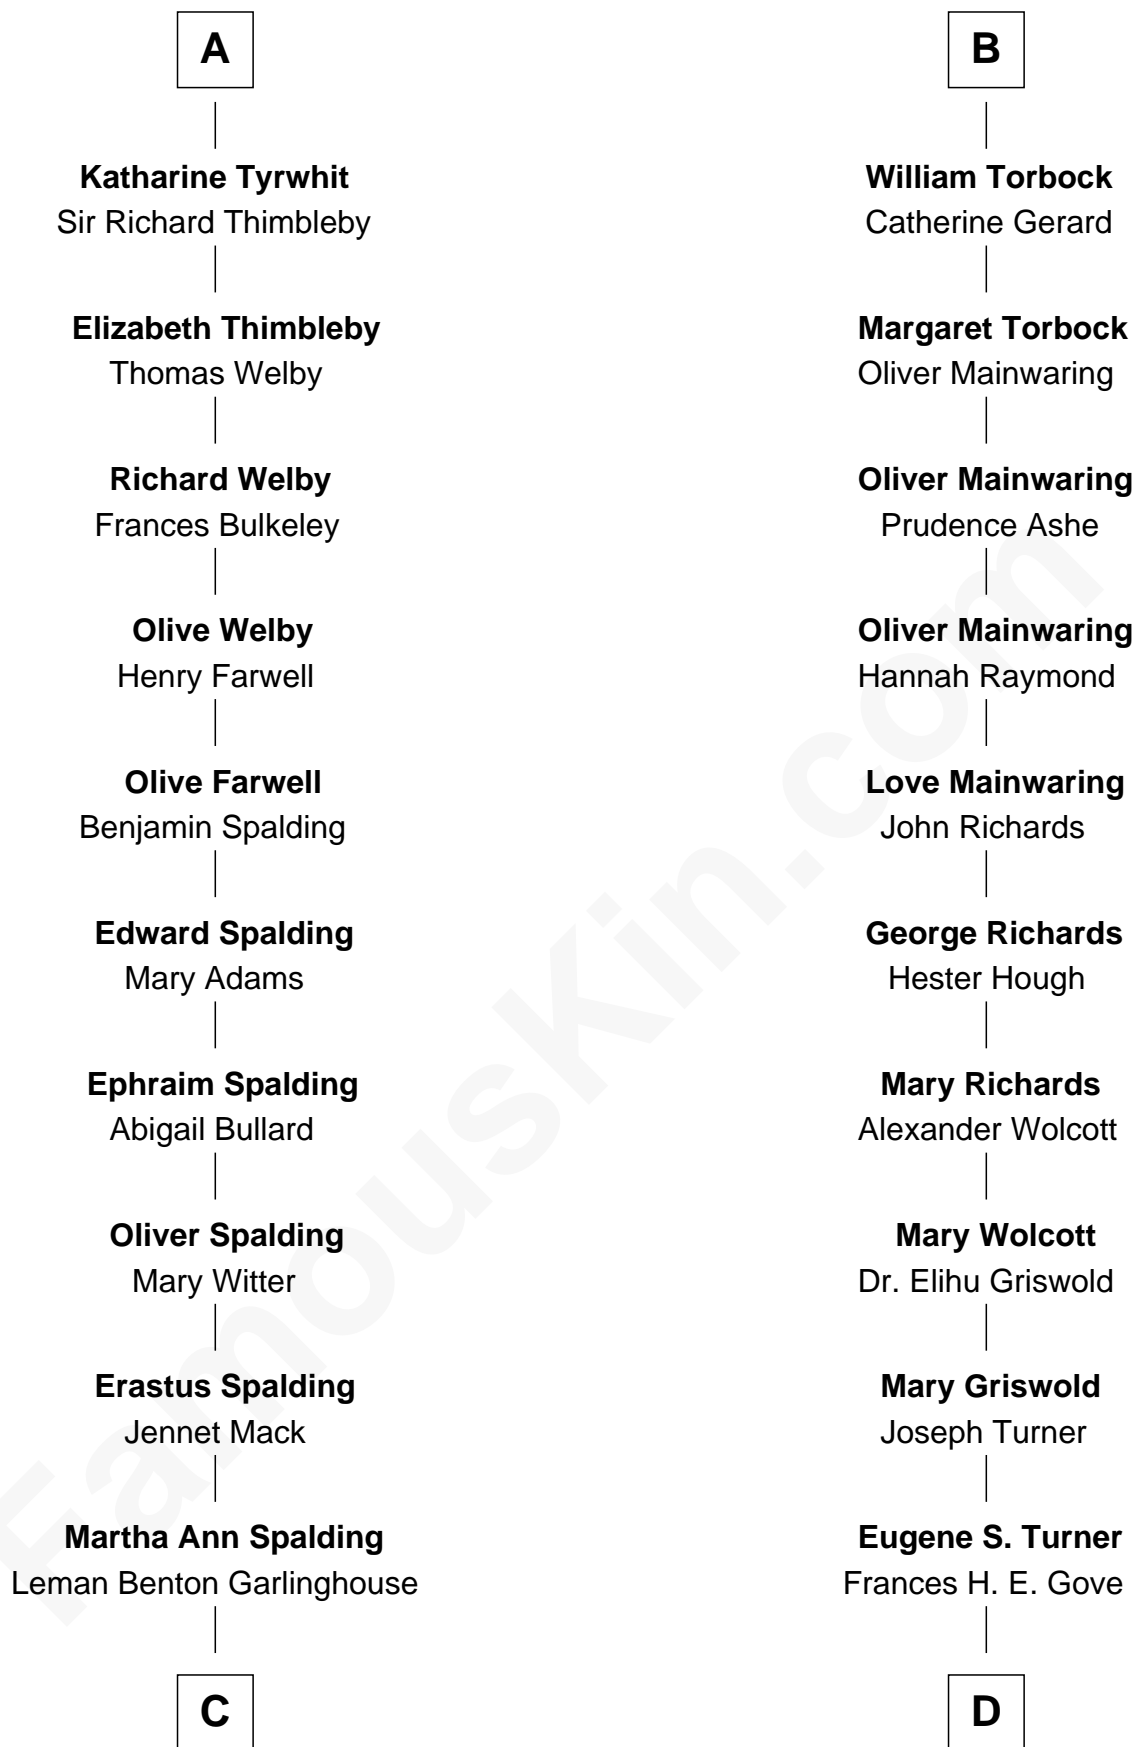 A
Katharine Tyrwhit
Sir Richard Thimbleby
Elizabeth Thimbleby
Thomas Welby
Richard Welby
Frances Bulkeley
Olive Welby
Henry Farwell
Olive Farwell
Benjamin Spalding
Edward Spalding
Mary Adams
Ephraim Spalding
Abigail Bullard
Oliver Spalding
Mary Witter
Erastus Spalding
Jennet Mack
Martha Ann Spalding
Leman Benton Garlinghouse
C
B
William Torbock
Catherine Gerard
Margaret Torbock
Oliver Mainwaring
Oliver Mainwaring
Prudence Ashe
Oliver Mainwaring
Hannah Raymond
Love Mainwaring
John Richards
George Richards
Hester Hough
Mary Richards
Alexander Wolcott
Mary Wolcott
Dr. Elihu Griswold
Mary Griswold
Joseph Turner
Eugene S. Turner
Frances H. E. Gove
D
FamousKin.com